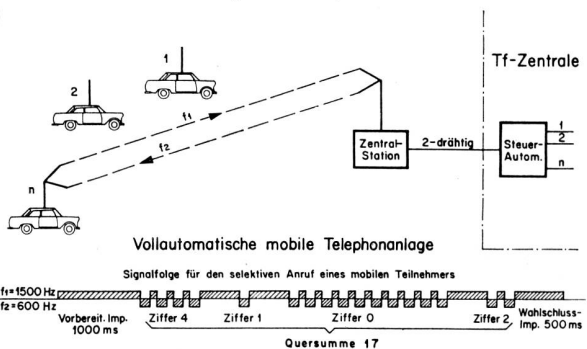 1
2
n
f1
f2
Zentral-
Station
2-drähtig
Tf-Zentrale
Steuer-
Autom.
1
2
n
Vollautomatische mobile Telephonanlage
Signalfolge für den selektiven Anruf eines mobilen Teilnehmers
f1=1500 Hz
f2=600 Hz
Vorbereit. Imp.
1000 ms
Ziffer 4
Ziffer 1
Ziffer 0
Ziffer 2
Wahlschluss-
Imp. 500 ms
Quersumme 17